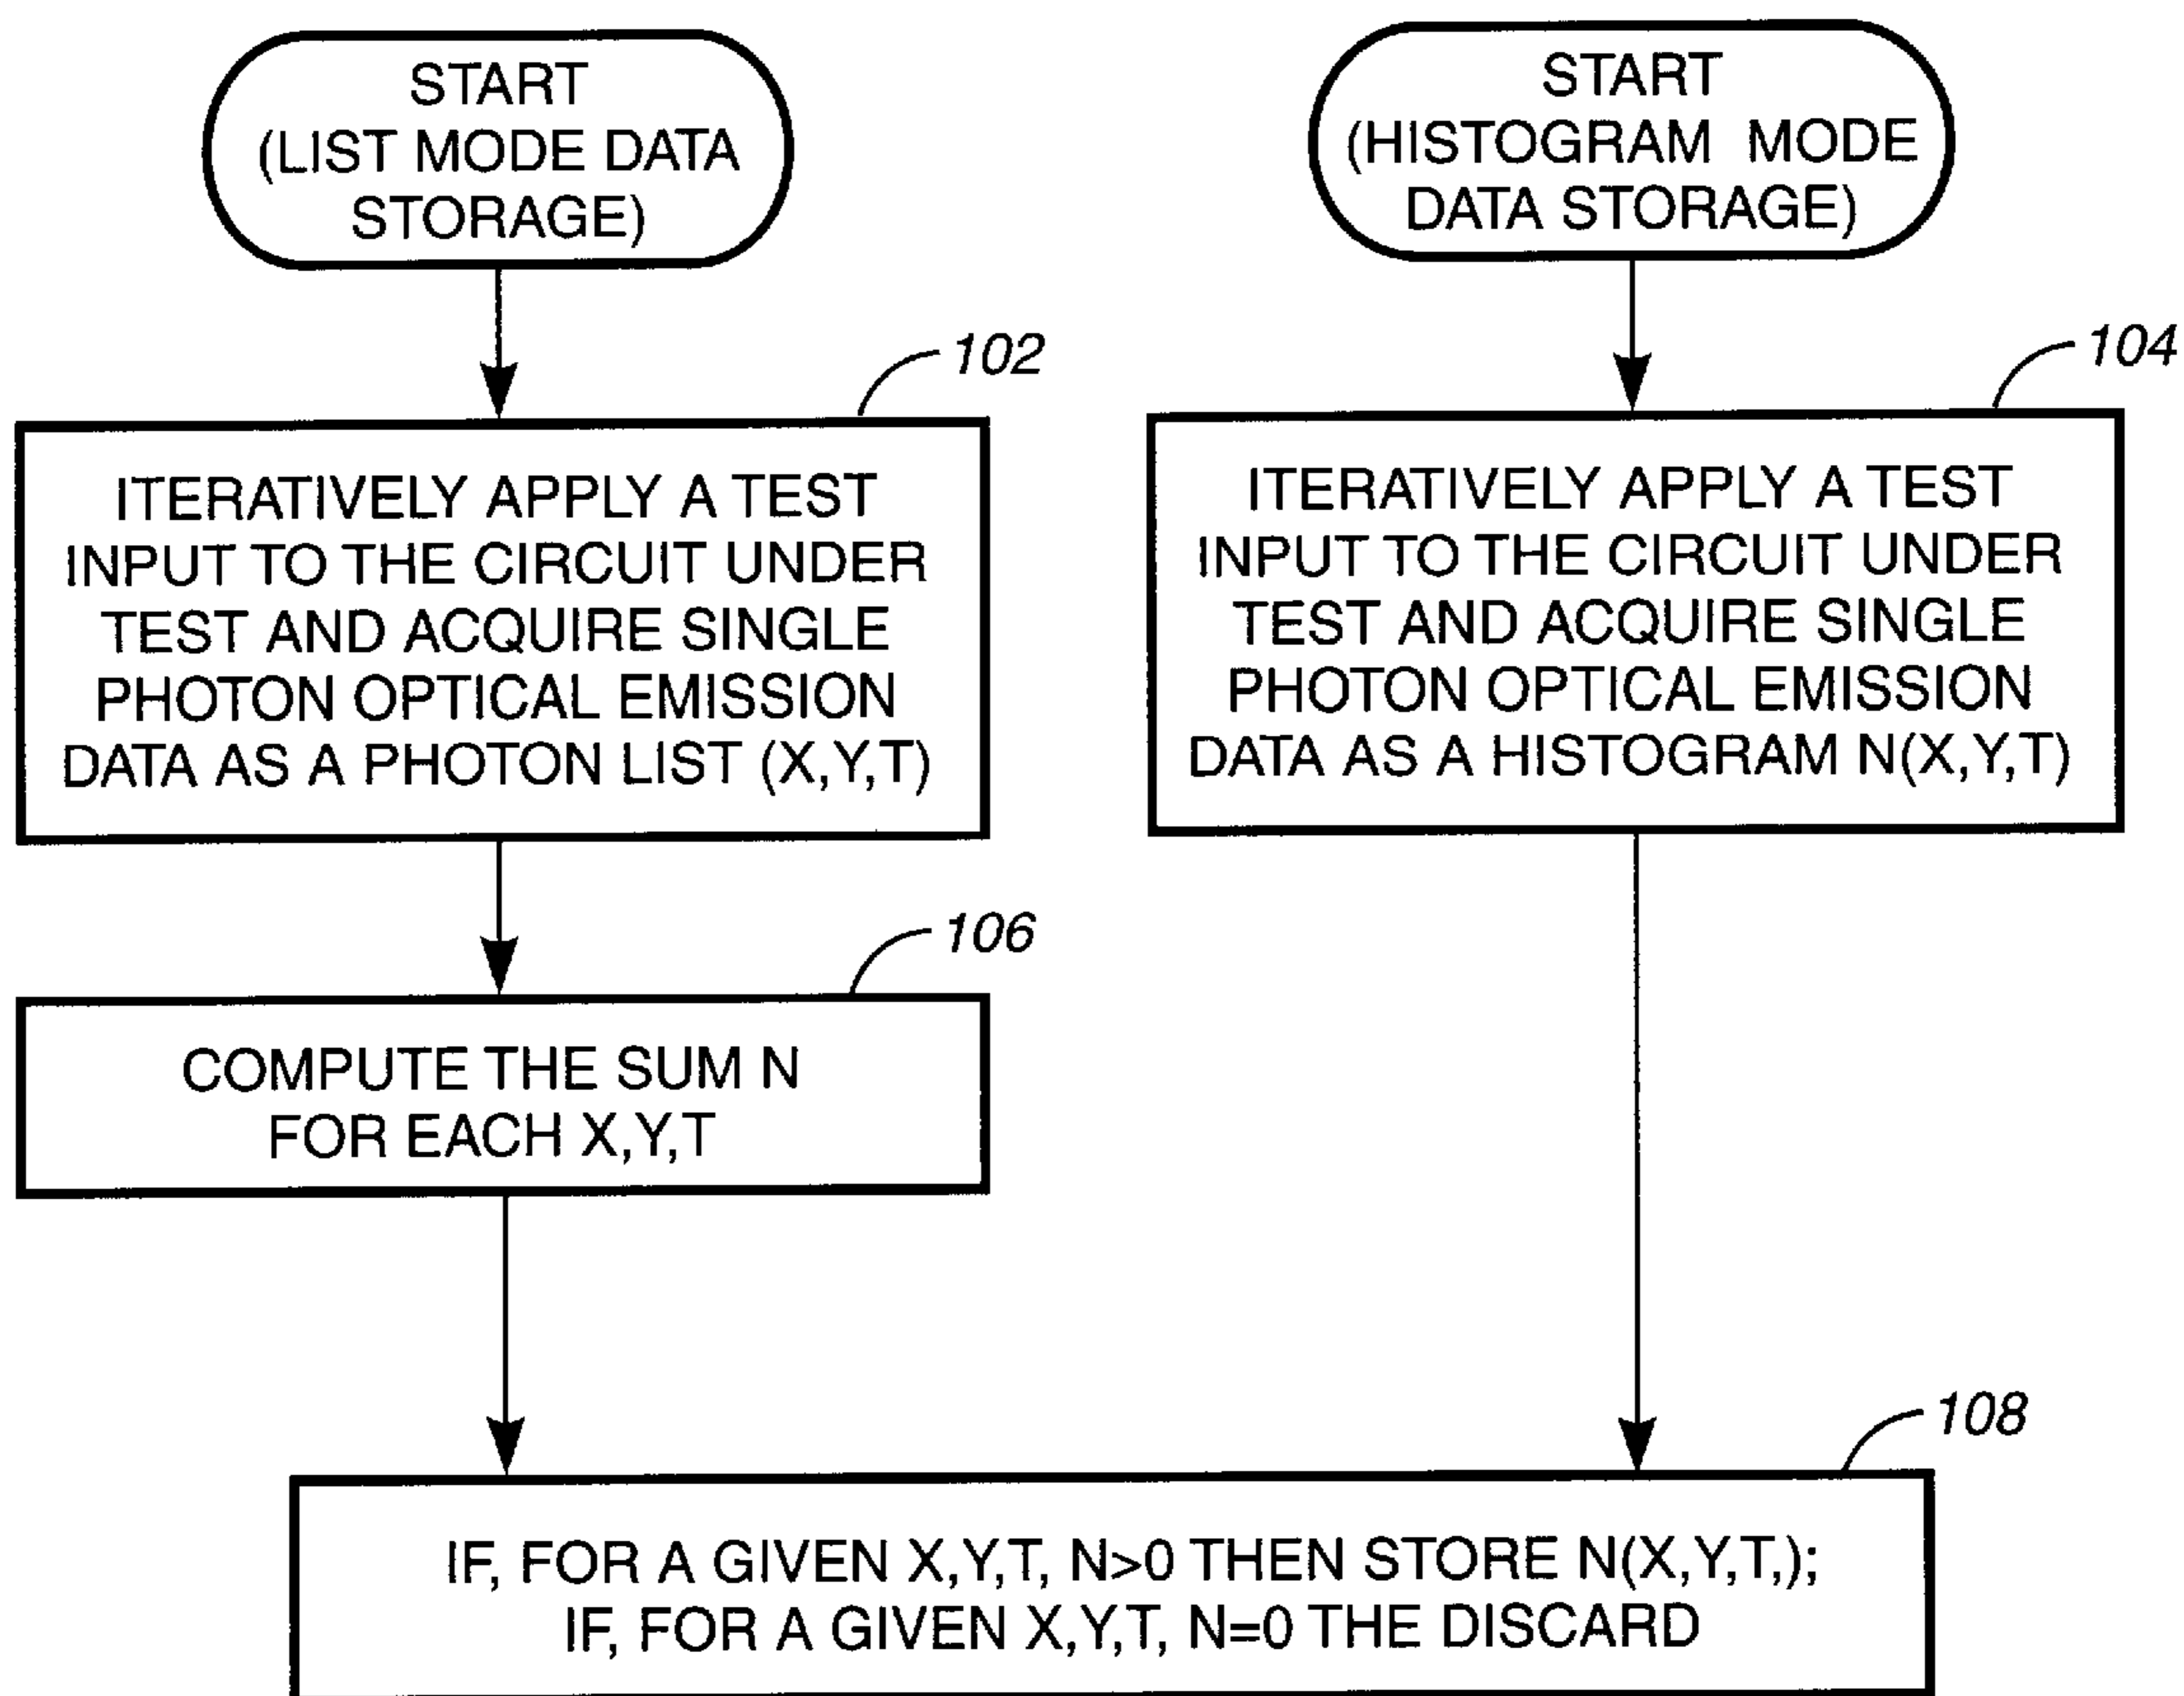 START
(LIST MODE DATA
STORAGE)
START
(HISTOGRAM MODE
DATA STORAGE)
102
ITERATIVELY APPLY A TEST
INPUT TO THE CIRCUIT UNDER
TEST AND ACQUIRE SINGLE
PHOTON OPTICAL EMISSION
DATA AS A PHOTON LIST (X,Y,T)
104
ITERATIVELY APPLY A TEST
INPUT TO THE CIRCUIT UNDER
TEST AND ACQUIRE SINGLE
PHOTON OPTICAL EMISSION
DATA AS A HISTOGRAM N(X,Y,T)
106
COMPUTE THE SUM N
FOR EACH X,Y,T
108
IF, FOR A GIVEN X,Y,T, N>0 THEN STORE N(X,Y,T,);
IF, FOR A GIVEN X,Y,T, N=0 THE DISCARD